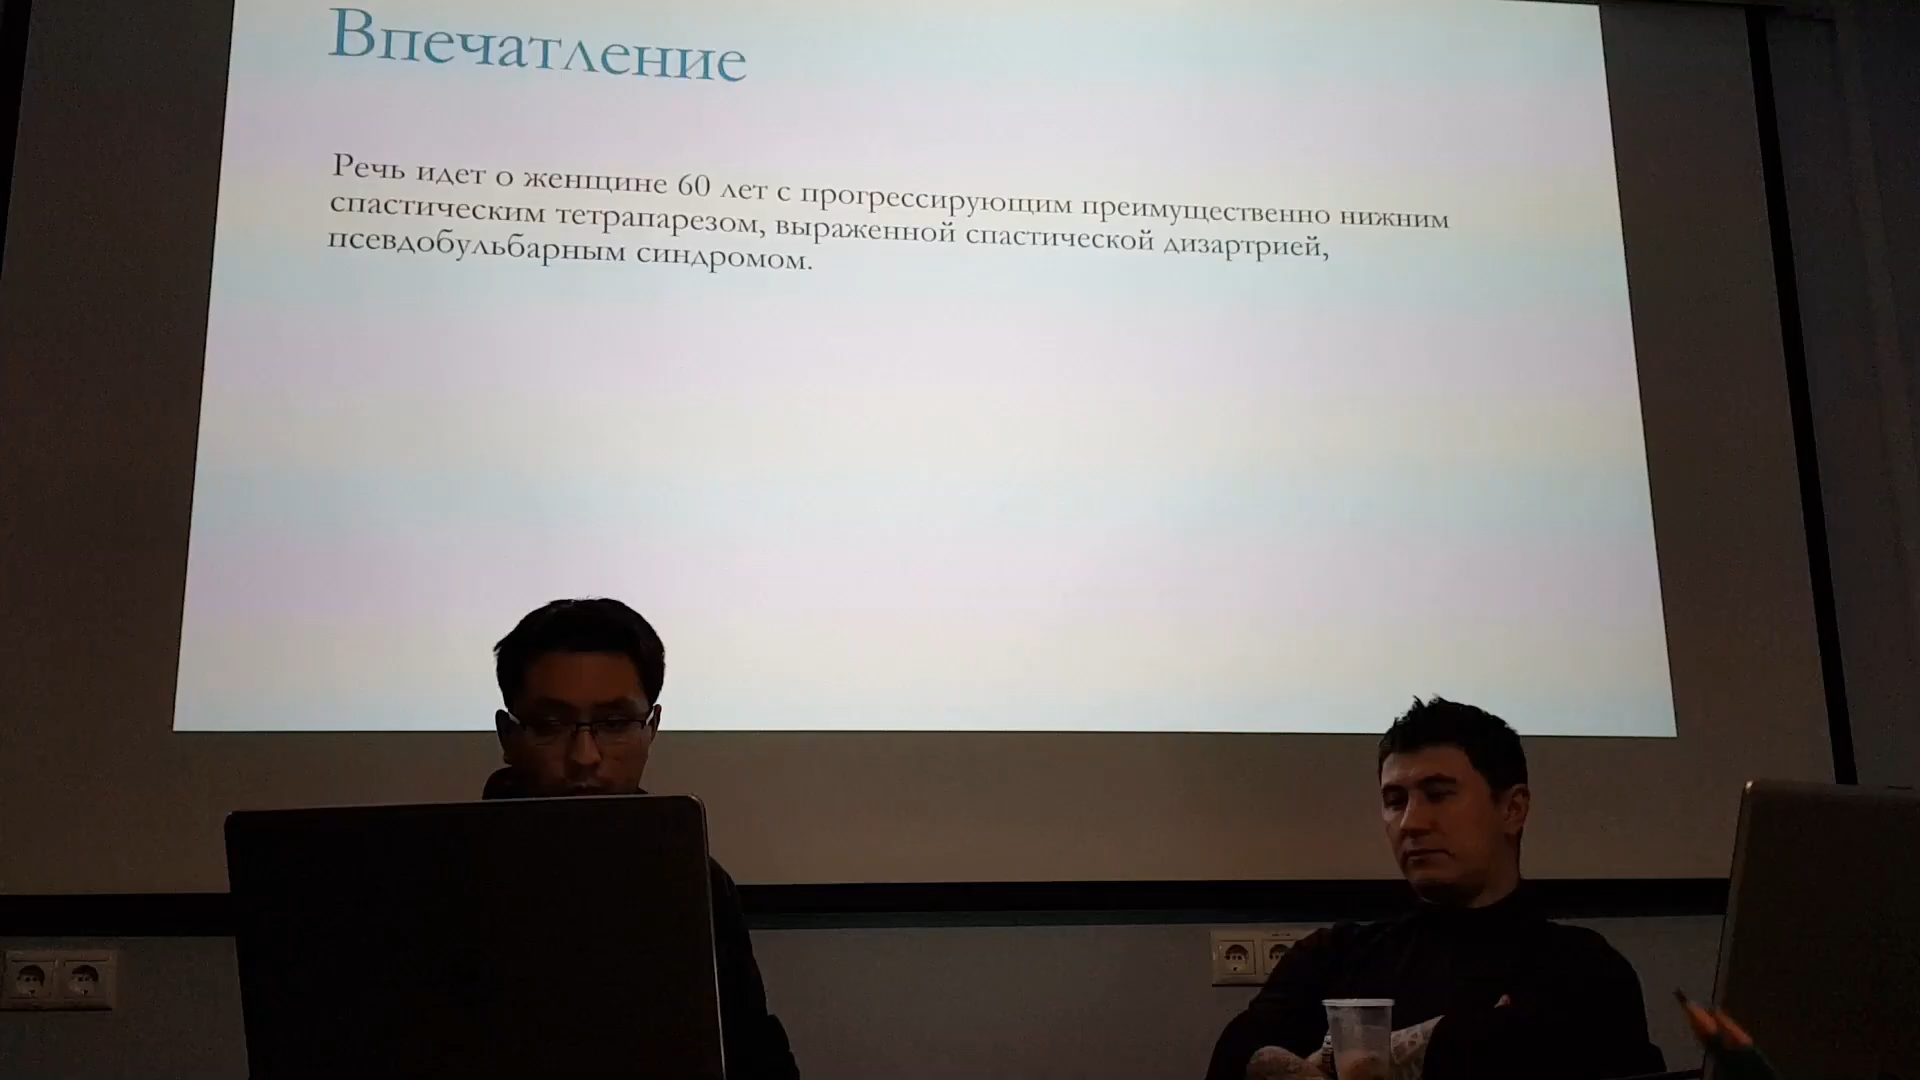 Впечатление
Речь идет о женщине 60 лет с прогрессирующим преимущественно нижним
спастическим тетрапарезом, выраженной спастической дизартрией,
псевдобульбарным синдромом.